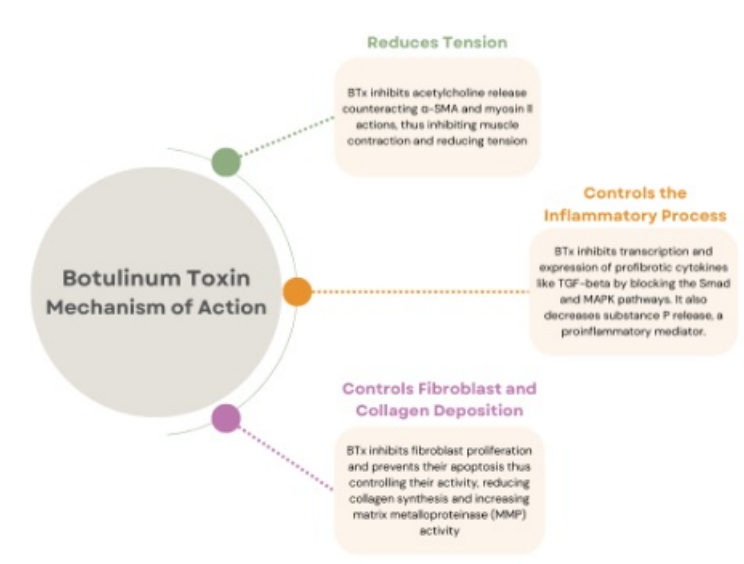 Botulinum Toxin
Mechanism of Action
Reduces Tension
BTx inhibits acetylcholine release
counteracting α-SMA and myosin II
actions, thus inhibiting muscle
contraction and reducing tension
Controls the
Inflammatory Process
BTx inhibits transcription and
expression of profibrotic cytokines
like TGF-beta by blocking the Smad
and MAPK pathways. It also
decreases substance P release, a
proinflammatory mediator.
Controls Fibroblast and
Collagen Deposition
BTx inhibits fibroblast proliferation
and prevents their apoptosis thus
controlling their activity, reducing
collagen synthesis and increasing
matrix metalloproteinase (MMP)
activity